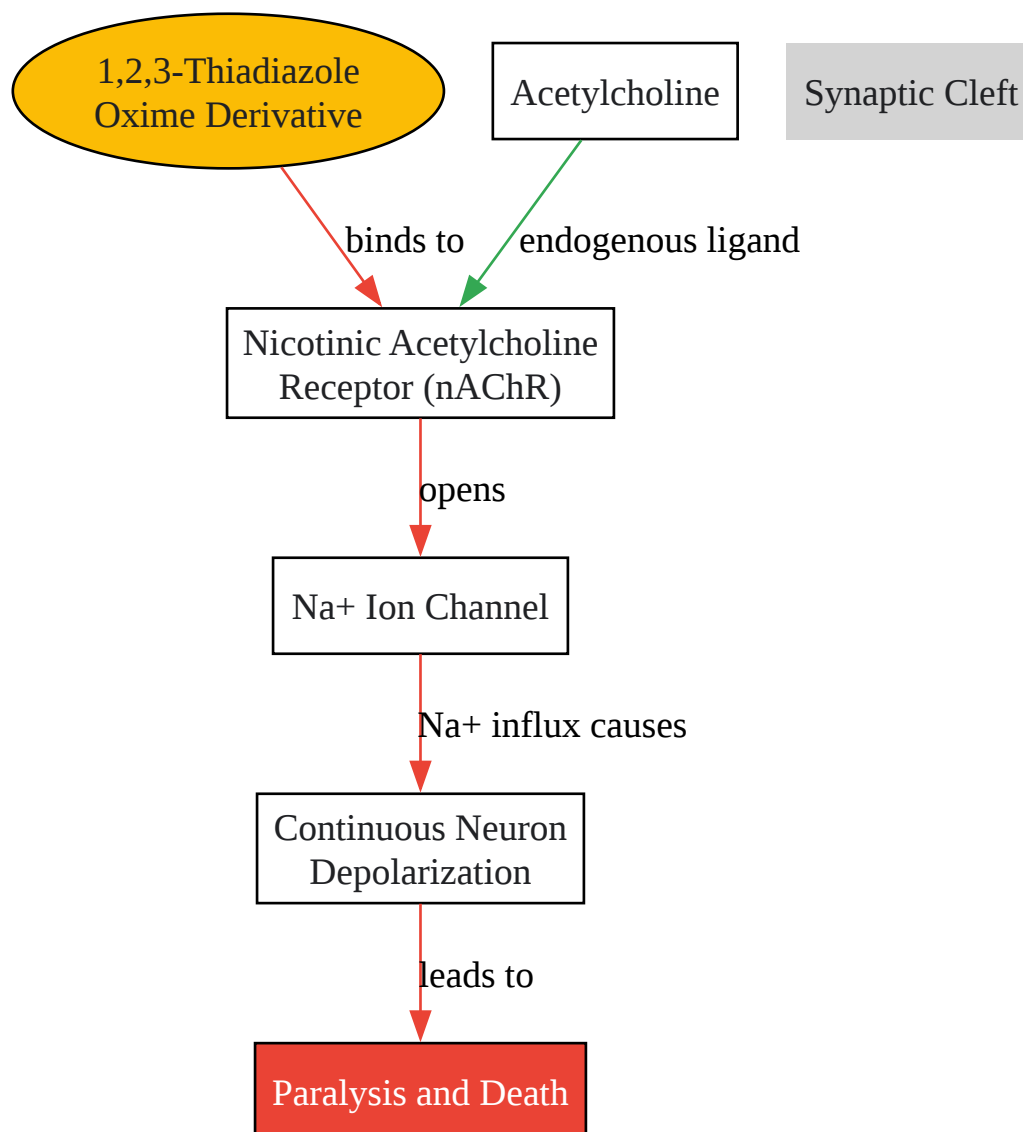 1,2,3-Thiadiazole
Oxime Derivative
Acetylcholine
Synaptic Cleft
binds to
endogenous ligand
Nicotinic Acetylcholine
Receptor (nAChR)
opens
Na+ Ion Channel
Na+ influx causes
Continuous Neuron
Depolarization
leads to
Paralysis and Death